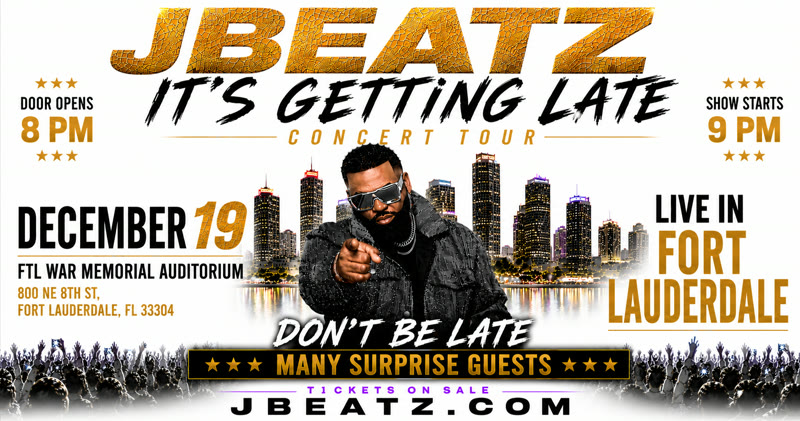 JBEATZ
IT'S GETTiNG LATE
CONCERT TOUR
DOOR OPENS
8 PM
SHOW STARTS
9 PM
DECEMBER 19
FTL WAR MEMORIAL AUDITORIUM
800 NE 8TH ST,
FORT LAUDERDALE, FL 33304
LIVE IN
FORT
LAUDERDALE
DON'T BE LATE
MANY SURPRISE GUESTS
TICKETS ON SALE
JBEATZ.COM